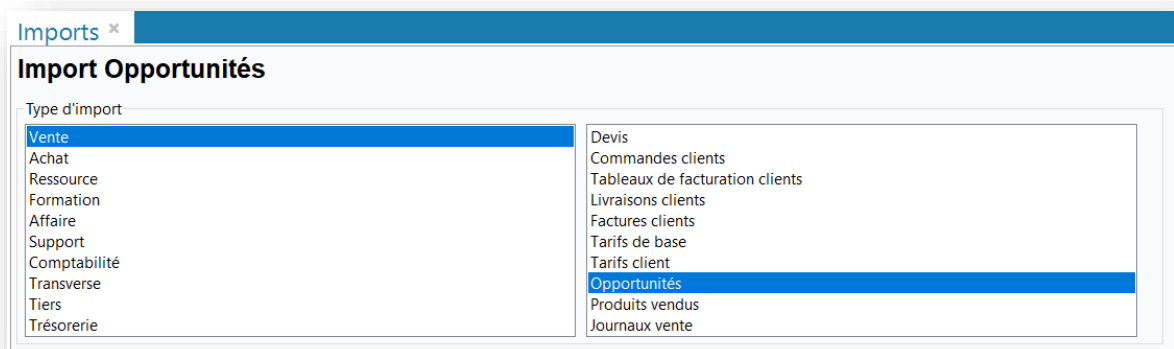 Imports ×
Import Opportunités
Type d'import
Vente
Achat
Ressource
Formation
Affaire
Support
Comptabilité
Transverse
Tiers
Trésorerie
Devis
Commandes clients
Tableaux de facturation clients
Livraisons clients
Factures clients
Tarifs de base
Tarifs client
Opportunités
Produits vendus
Journaux vente